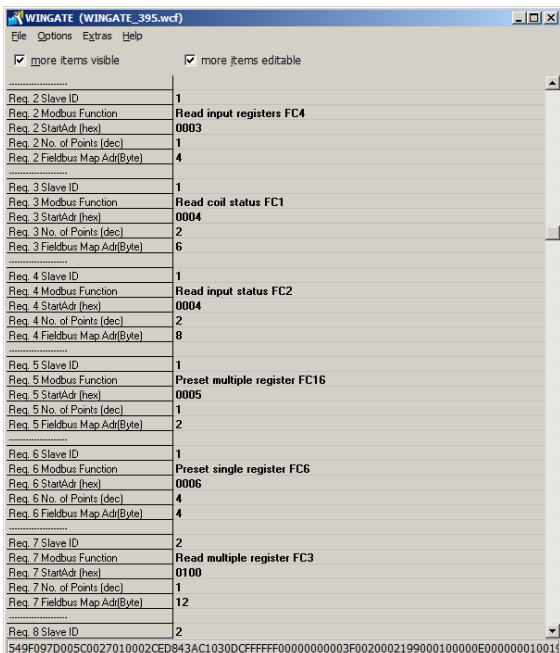 WINGATE (WINGATE_395.wcf)
File Options Extras Help
more items visible more items editable
--------------------
Req. 2 Slave ID 1
Req. 2 Modbus Function Read input registers FC4
Req. 2 StartAdr (hex) 0003
Req. 2 No. of Points (dec) 1
Req. 2 Fieldbus Map Adr(Byte) 4
--------------------
Req. 3 Slave ID 1
Req. 3 Modbus Function Read coil status FC1
Req. 3 StartAdr (hex) 0004
Req. 3 No. of Points (dec) 2
Req. 3 Fieldbus Map Adr(Byte) 6
--------------------
Req. 4 Slave ID 1
Req. 4 Modbus Function Read input status FC2
Req. 4 StartAdr (hex) 0004
Req. 4 No. of Points (dec) 2
Req. 4 Fieldbus Map Adr(Byte) 8
--------------------
Req. 5 Slave ID 1
Req. 5 Modbus Function Preset multiple register FC16
Req. 5 StartAdr (hex) 0005
Req. 5 No. of Points (dec) 1
Req. 5 Fieldbus Map Adr(Byte) 2
--------------------
Req. 6 Slave ID 1
Req. 6 Modbus Function Preset single register FC6
Req. 6 StartAdr (hex) 0006
Req. 6 No. of Points (dec) 4
Req. 6 Fieldbus Map Adr(Byte) 4
--------------------
Req. 7 Slave ID 2
Req. 7 Modbus Function Read multiple register FC3
Req. 7 StartAdr (hex) 0100
Req. 7 No. of Points (dec) 1
Req. 7 Fieldbus Map Adr(Byte) 12
--------------------
Req. 8 Slave ID 2
549F097D005C0027010002CED843AC1030DCFFFFFF00000000003F0020002199000100000E00000010019